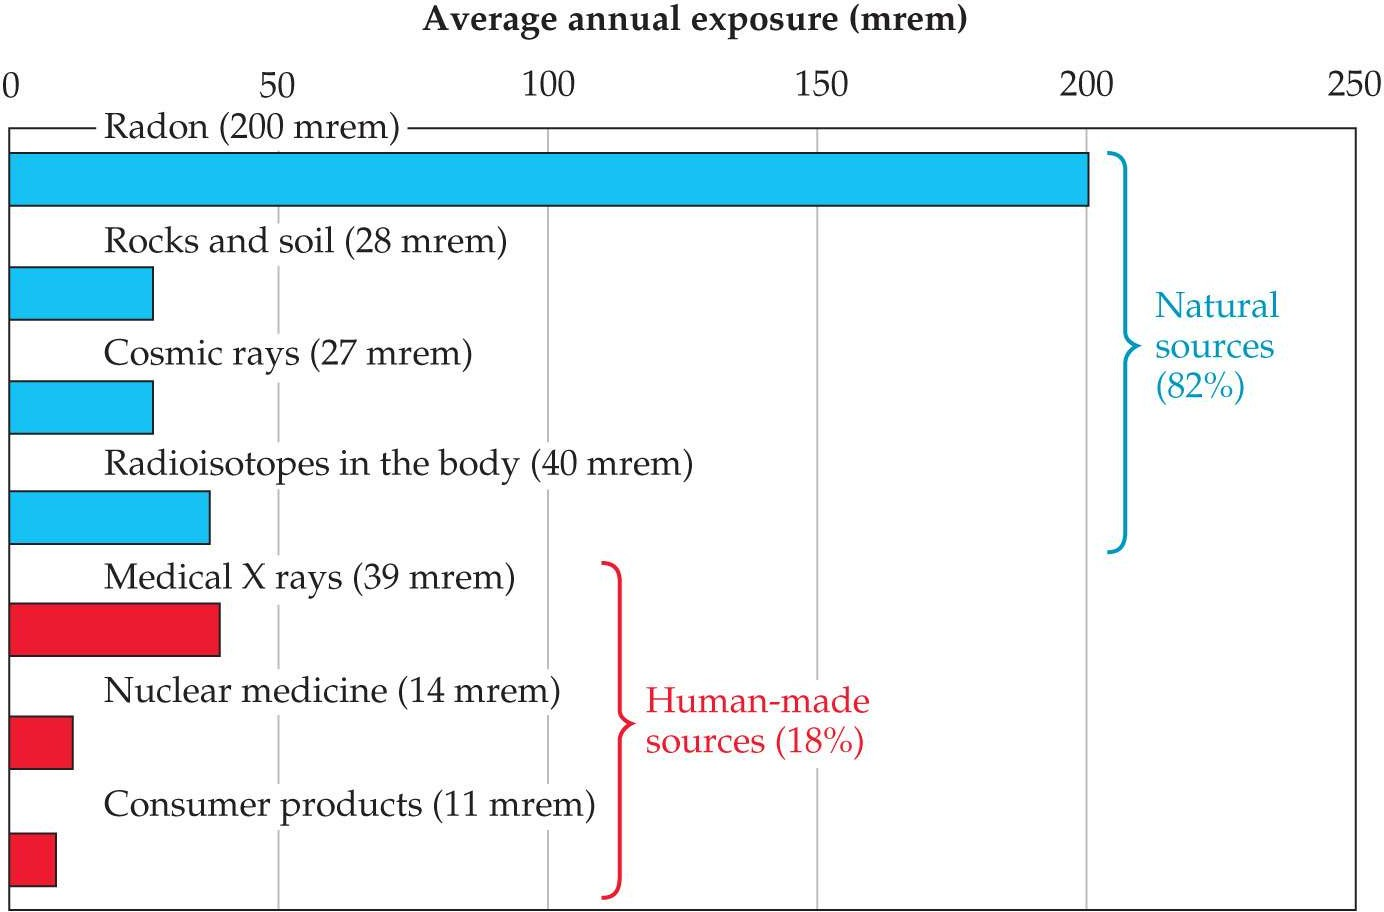 Average annual exposure (mrem)
0 50 100 150 200 250
Radon (200 mrem)
Rocks and soil (28 mrem)
Cosmic rays (27 mrem)
Radioisotopes in the body (40 mrem)
Medical X rays (39 mrem)
Nuclear medicine (14 mrem)
Consumer products (11 mrem)
Natural
sources
(82%)
Human-made
sources (18%)